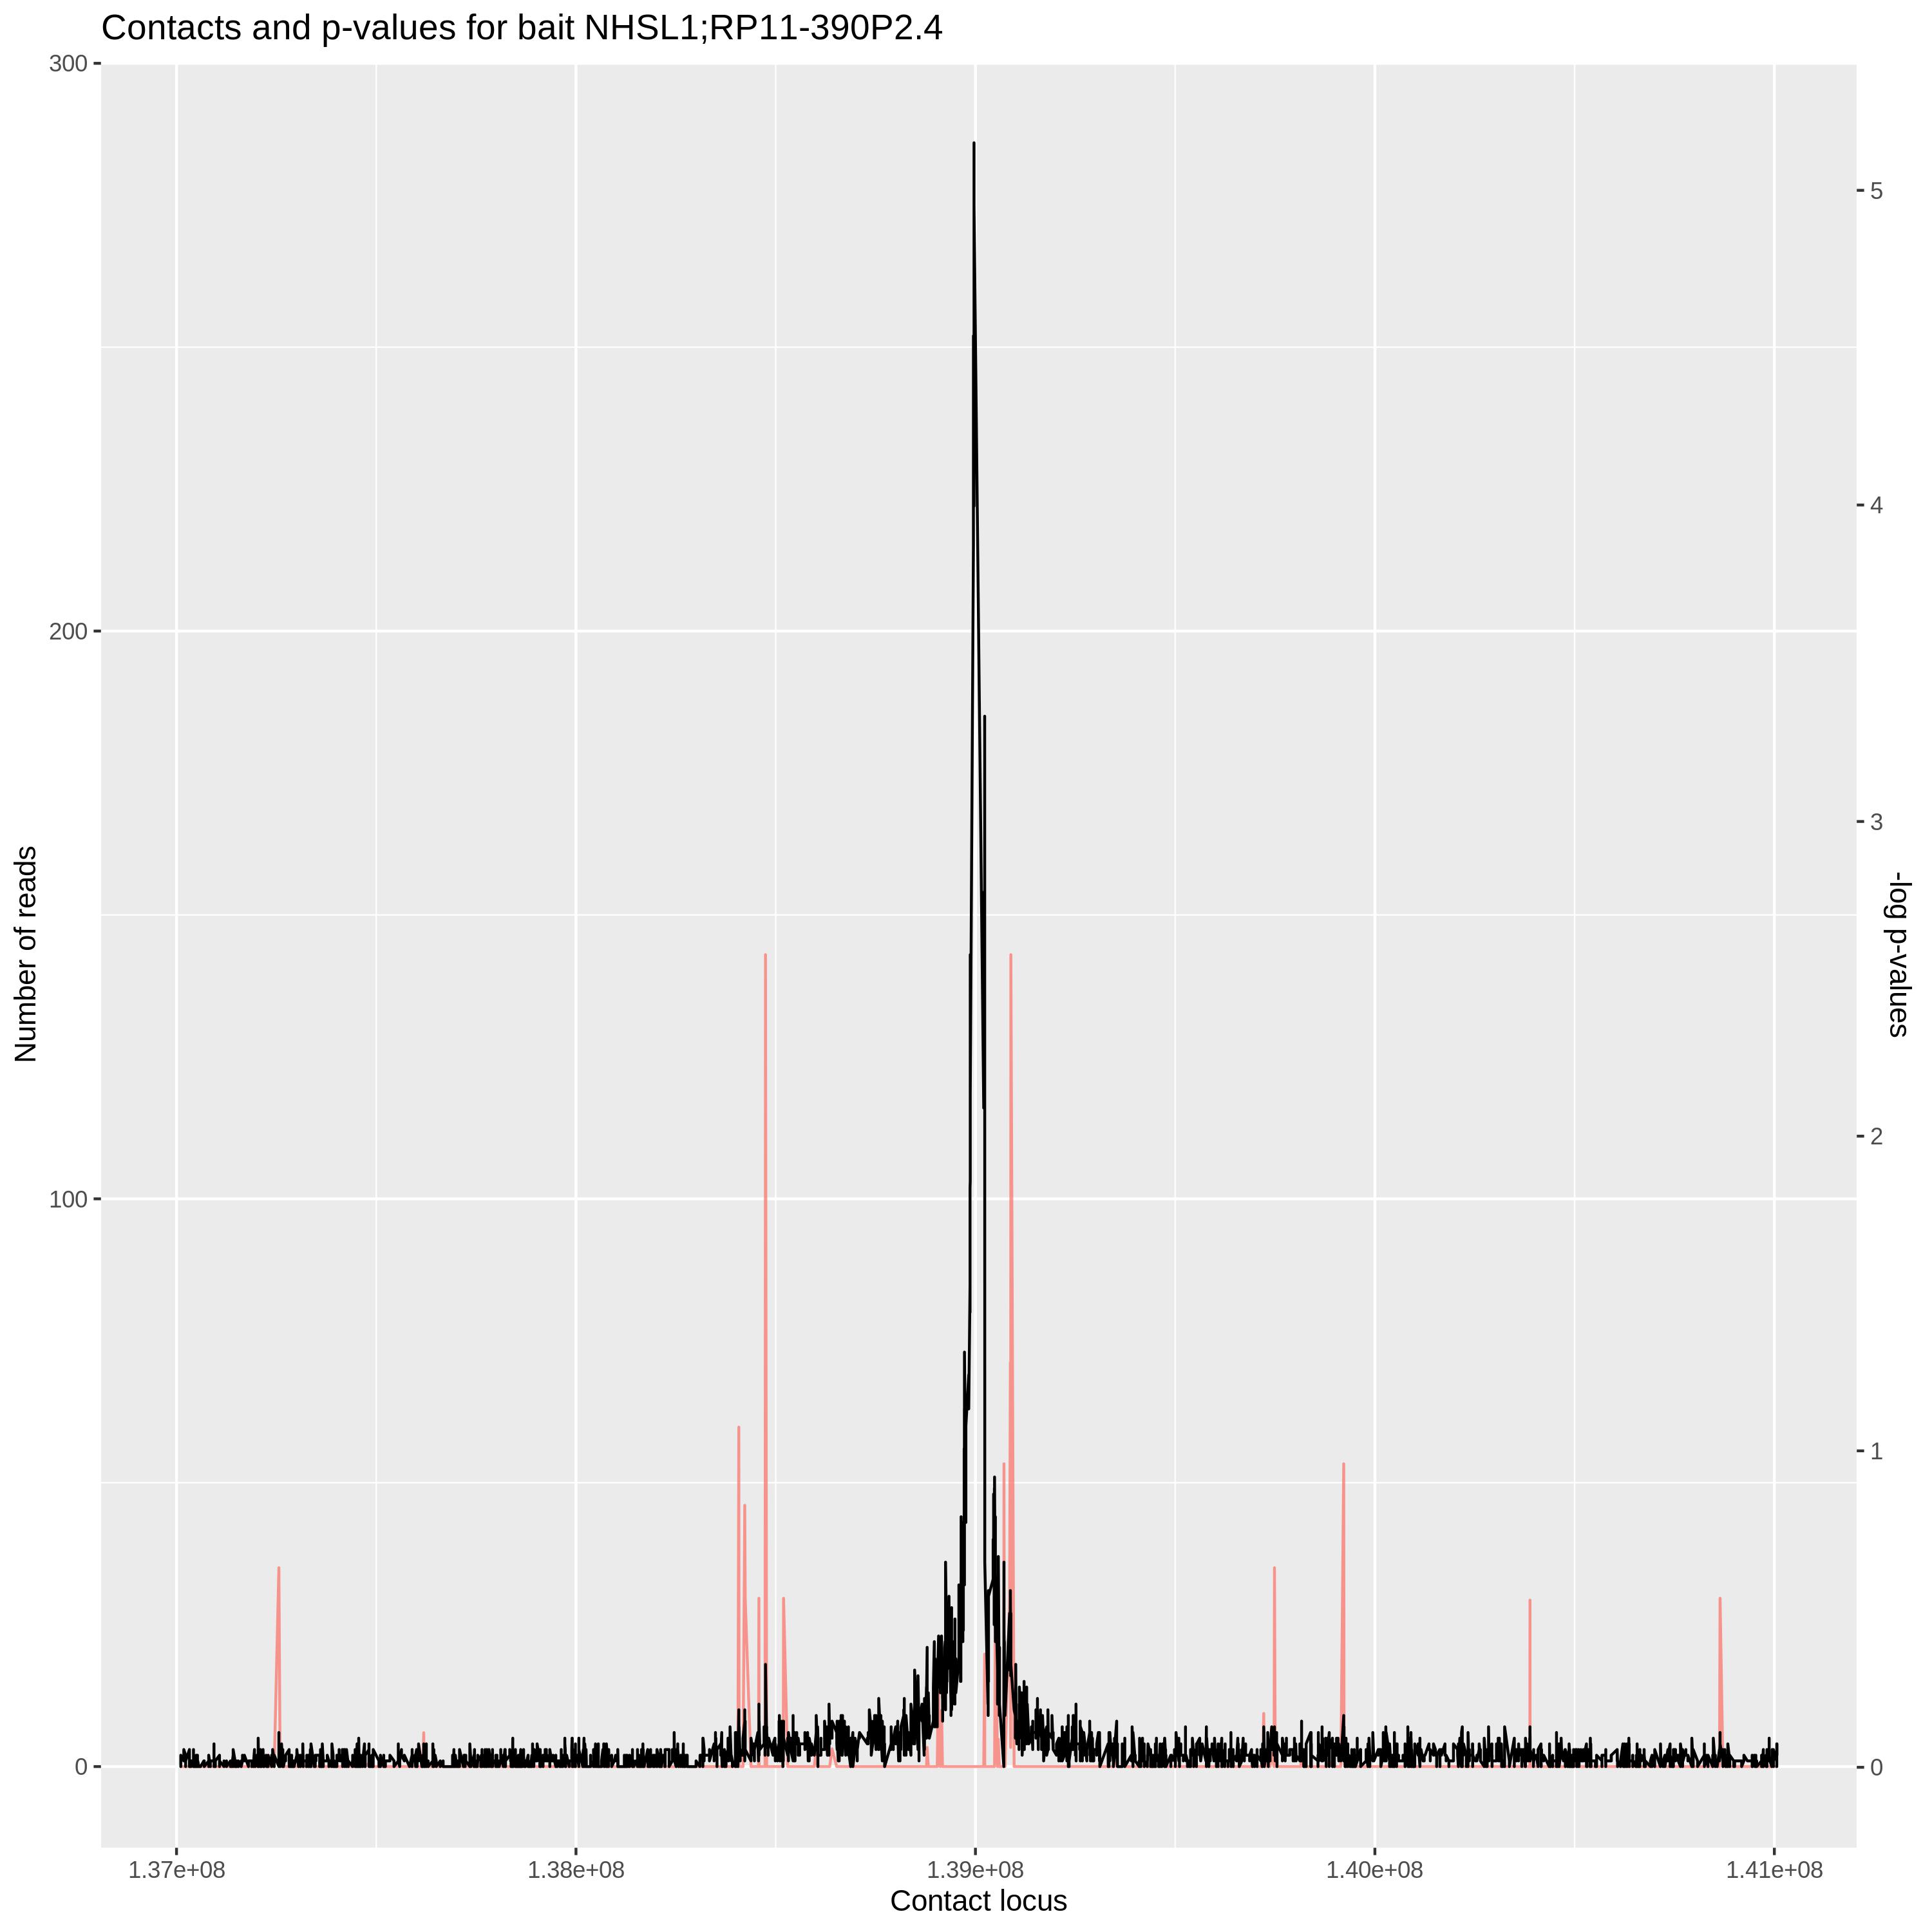 Contacts and p-values for bait NHSL1;RP11-390P2.4
300
200
100
0
Number of reads
5
4
3
2
1
0
-log p-values
1.37e+08
1.38e+08
1.39e+08
1.40e+08
1.41e+08
Contact locus